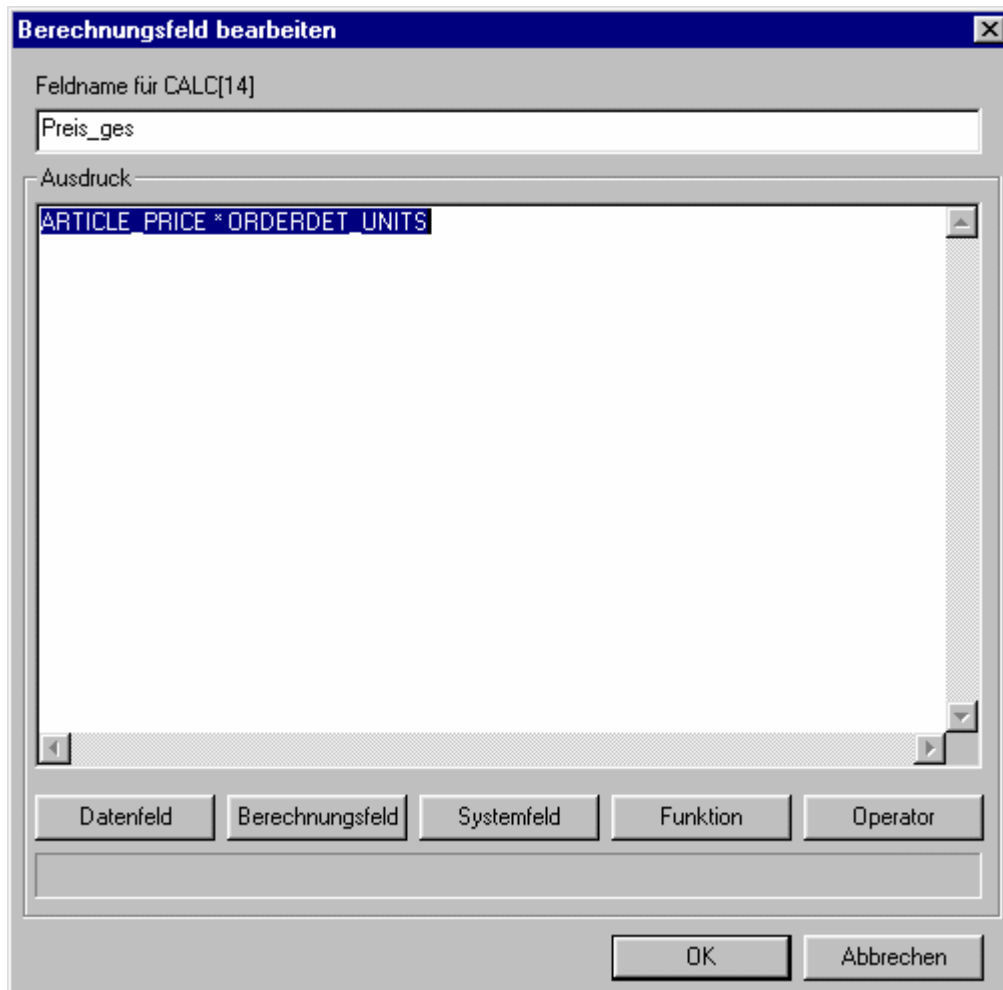 Berechnungsfeld bearbeiten
Feldname für CALC[14]
Preis_ges
Ausdruck
ARTICLE_PRICE * ORDERDET_UNITS
Datenfeld Berechnungsfeld Systemfeld Funktion Operator
OK Abbrechen